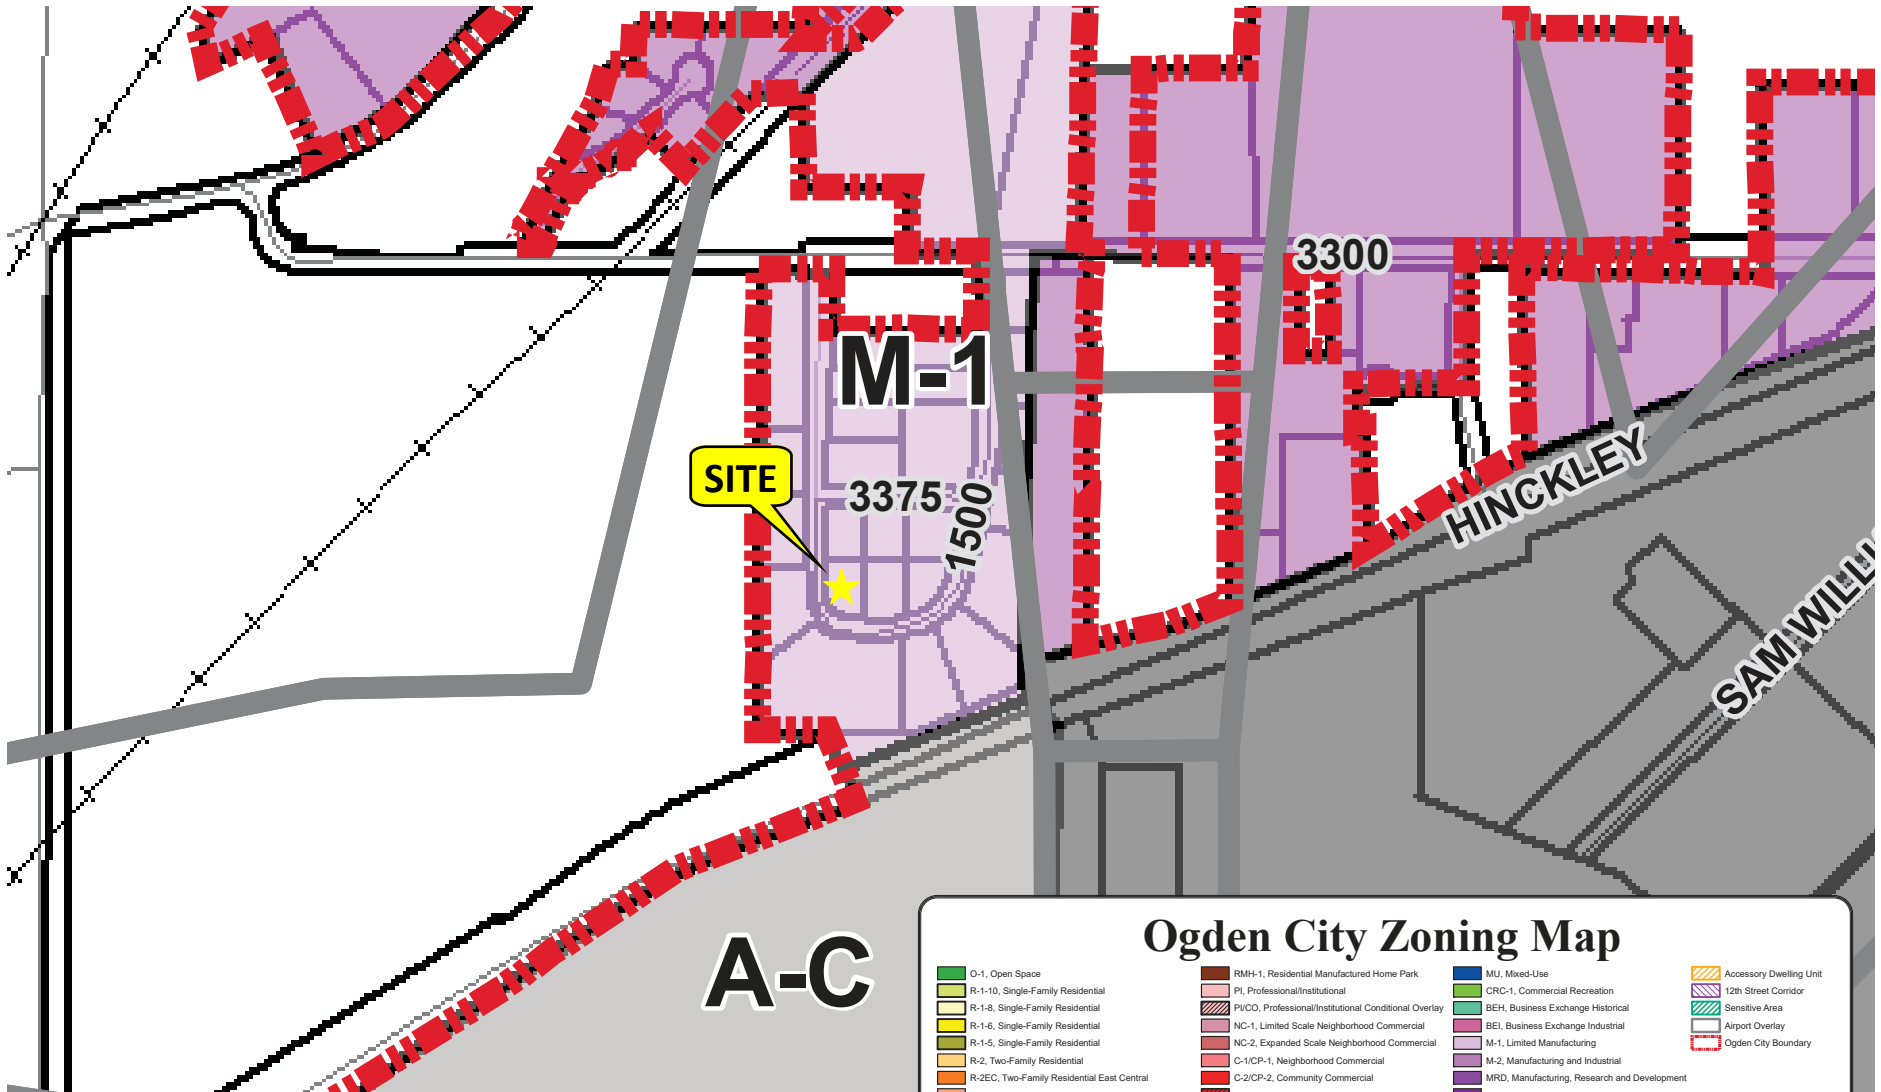 3300
M-1
SITE
3375
1500
HINCKLEY
SAM WILLI
A-C
Ogden City Zoning Map
O-1, Open Space
R-1-10, Single-Family Residential
R-1-8, Single-Family Residential
R-1-6, Single-Family Residential
R-1-5, Single-Family Residential
R-2, Two-Family Residential
R-2EC, Two-Family Residential East Central
RMH-1, Residential Manufactured Home Park
PI, Professional/Institutional
PI/CO, Professional/Institutional Conditional Overlay
NC-1, Limited Scale Neighborhood Commercial
NC-2, Expanded Scale Neighborhood Commercial
C-1/CP-1, Neighborhood Commercial
C-2/CP-2, Community Commercial
MU, Mixed-Use
CRC-1, Commercial Recreation
BEH, Business Exchange Historical
BEI, Business Exchange Industrial
M-1, Limited Manufacturing
M-2, Manufacturing and Industrial
MRD, Manufacturing, Research and Development
Accessory Dwelling Unit
12th Street Corridor
Sensitive Area
Airport Overlay
Ogden City Boundary